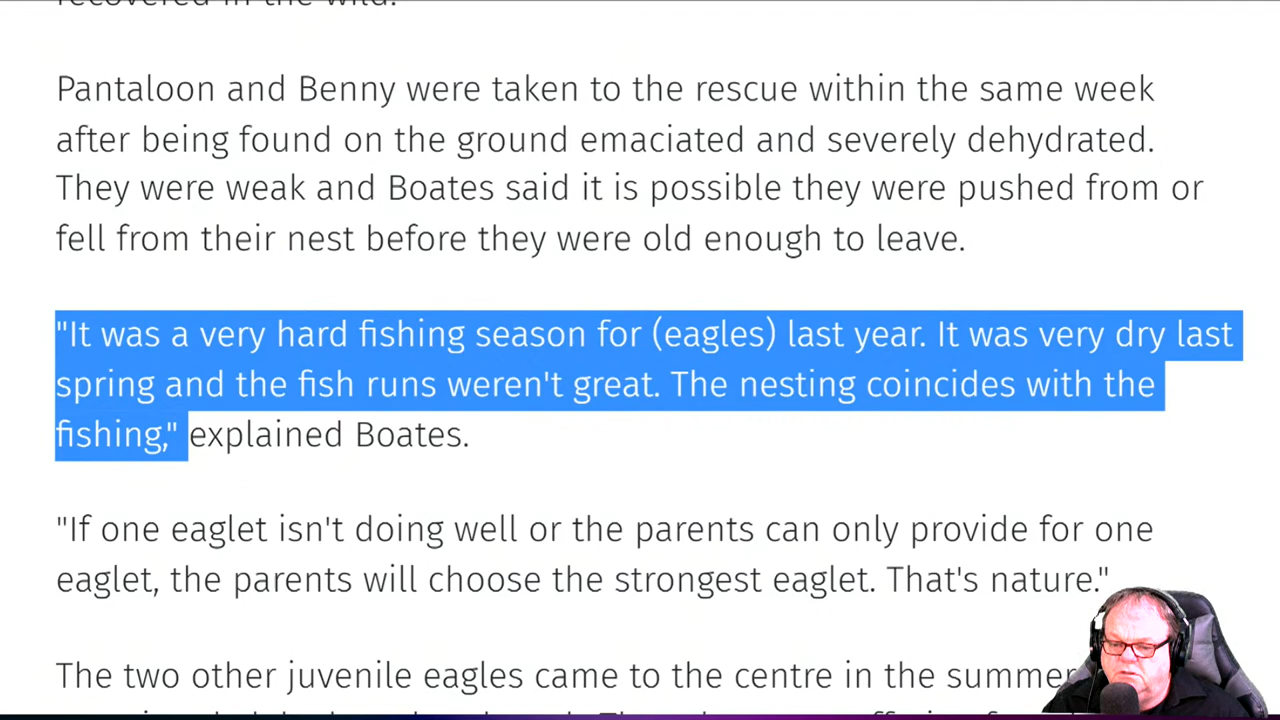 recovered in the wild.
Pantaloon and Benny were taken to the rescue within the same week
after being found on the ground emaciated and severely dehydrated.
They were weak and Boates said it is possible they were pushed from or
fell from their nest before they were old enough to leave.
"It was a very hard fishing season for (eagles) last year. It was very dry last
spring and the fish runs weren't great. The nesting coincides with the
fishing," explained Boates.
"If one eaglet isn't doing well or the parents can only provide for one
eaglet, the parents will choose the strongest eaglet. That's nature."
The two other juvenile eagles came to the centre in the summer